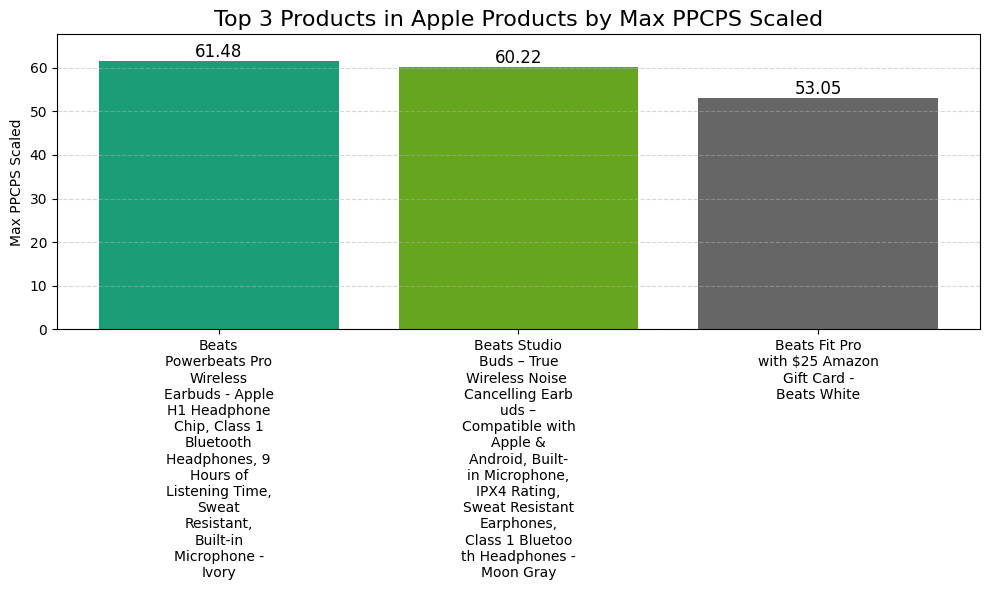 Top 3 Products in Apple Products by Max PPCPS Scaled
Max PPCPS Scaled
60
50
40
30
20
10
0
61.48
60.22
53.05
Beats
Powerbeats Pro
Wireless
Earbuds - Apple
H1 Headphone
Chip, Class 1
Bluetooth
Headphones, 9
Hours of
Listening Time,
Sweat
Resistant,
Built-in
Microphone -
Ivory
Beats Studio
Buds – True
Wireless Noise
Cancelling Earb
uds –
Compatible with
Apple &
Android, Built-
in Microphone,
IPX4 Rating,
Sweat Resistant
Earphones,
Class 1 Bluetoo
th Headphones -
Moon Gray
Beats Fit Pro
with $25 Amazon
Gift Card -
Beats White